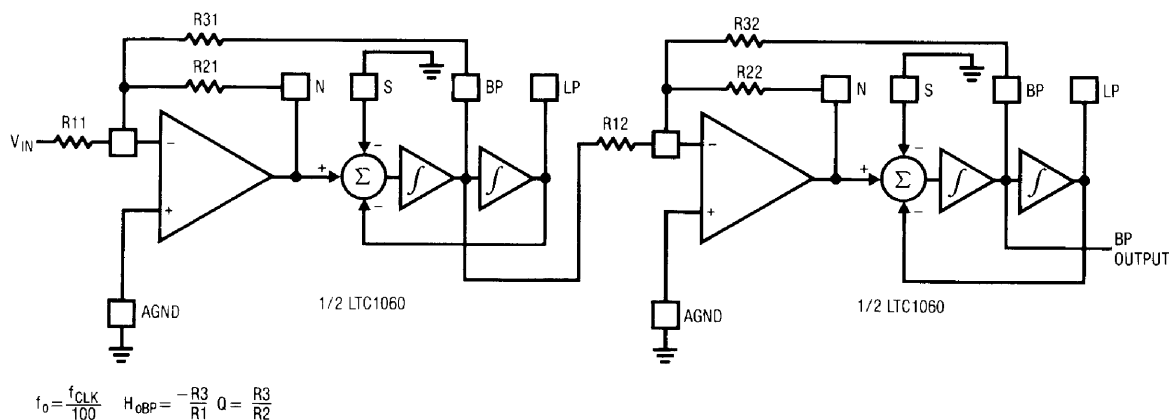 R31
R21
N
S
BP
LP
V_IN
R11
−
+
Σ
+
−
−
∫
∫
AGND
1/2 LTC1060
R32
R22
N
S
BP
LP
R12
−
+
Σ
+
−
−
∫
∫
BP
OUTPUT
AGND
1/2 LTC1060
f_o = f_CLK/100 H_oBP = −R3/R1 Q = R3/R2